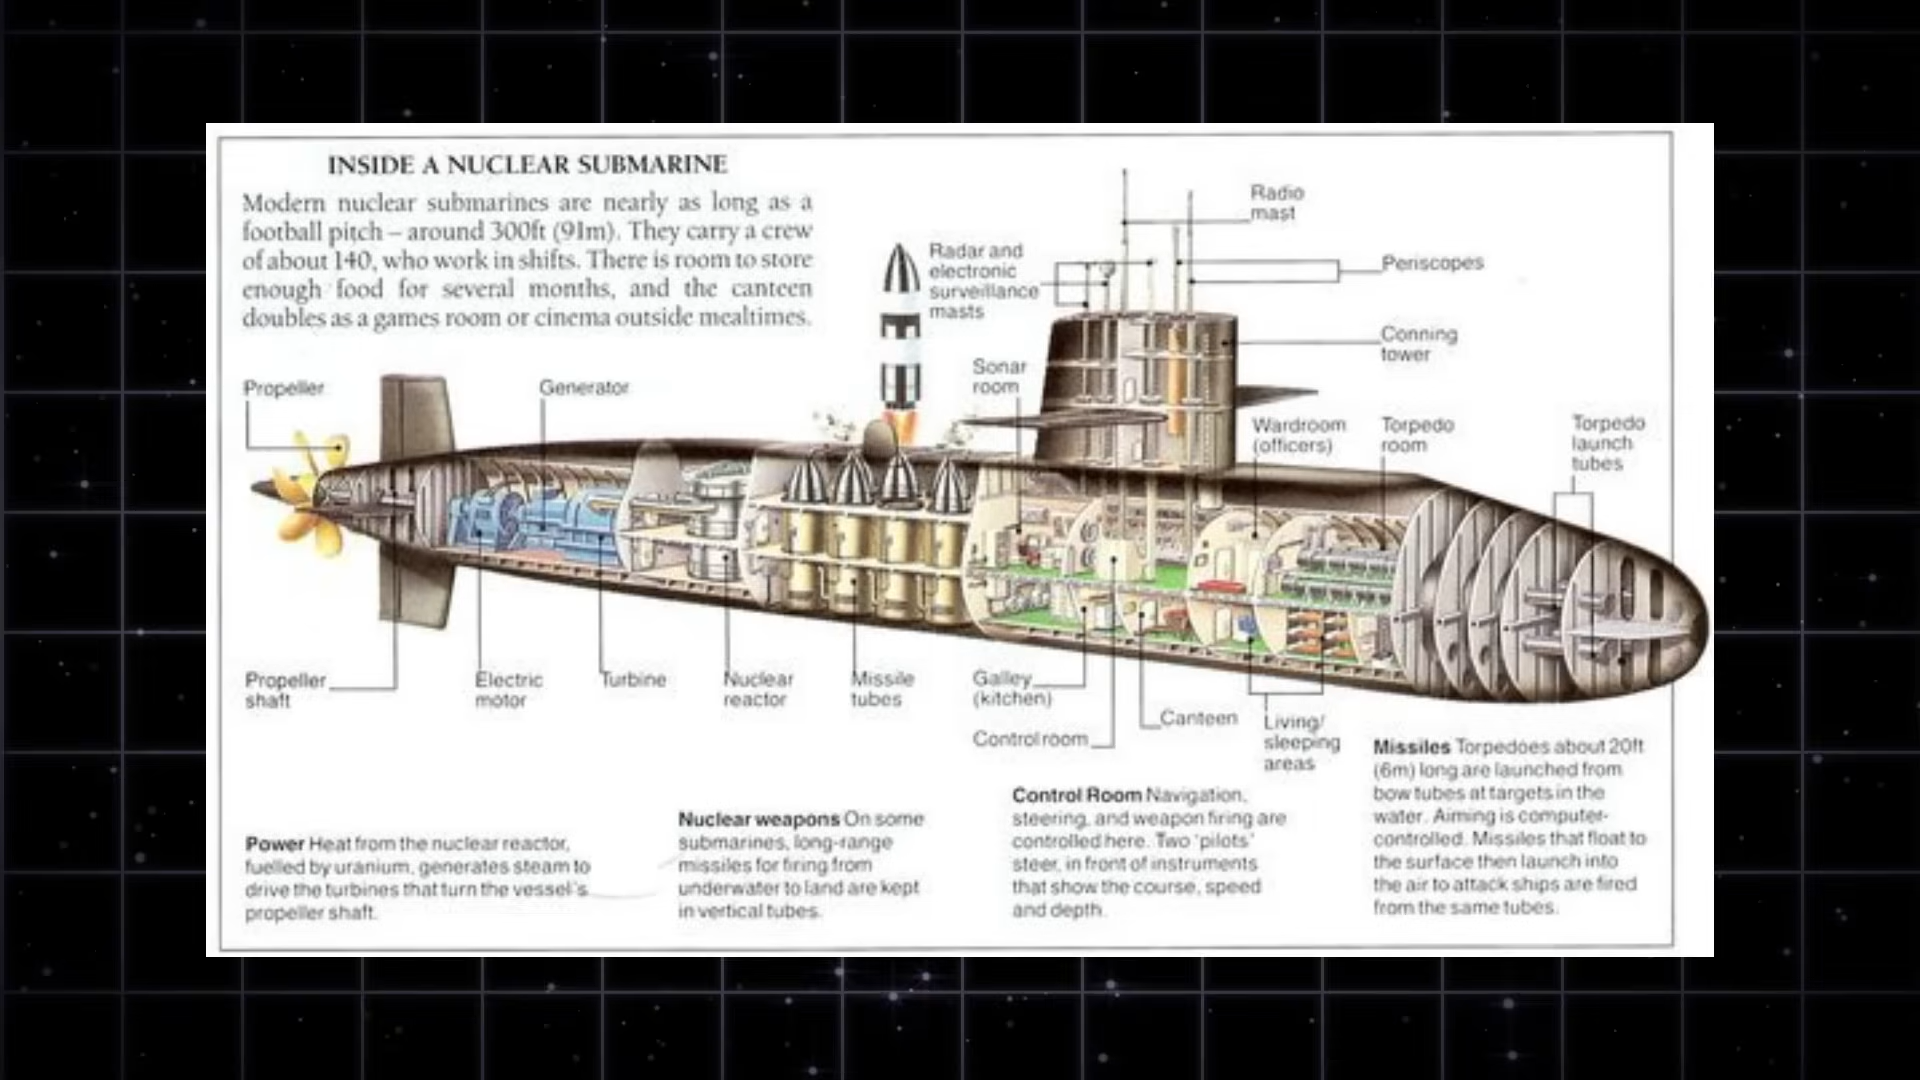 INSIDE A NUCLEAR SUBMARINE
Modern nuclear submarines are nearly as long as a
football pitch – around 300ft (91m). They carry a crew
of about 140, who work in shifts. There is room to store
enough food for several months, and the canteen
doubles as a games room or cinema outside mealtimes.
Radio
mast
Radar and
electronic
surveillance
masts
Periscopes
Conning
tower
Sonar
room
Propeller
Generator
Wardroom
(officers)
Torpedo
room
Torpedo
launch
tubes
Propeller
shaft
Electric
motor
Turbine
Nuclear
reactor
Missile
tubes
Galley
(kitchen)
Control room
Canteen
Living/
sleeping
areas
Power Heat from the nuclear reactor,
fuelled by uranium, generates steam to
drive the turbines that turn the vessel's
propeller shaft.
Nuclear weapons On some
submarines, long-range
missiles for firing from
underwater to land are kept
in vertical tubes.
Control Room Navigation,
steering, and weapon firing are
controlled here. Two 'pilots'
steer, in front of instruments
that show the course, speed
and depth.
Missiles Torpedoes about 20ft
(6m) long are launched from
bow tubes at targets in the
water. Aiming is computer-
controlled. Missiles that float to
the surface then launch into
the air to attack ships are fired
from the same tubes.